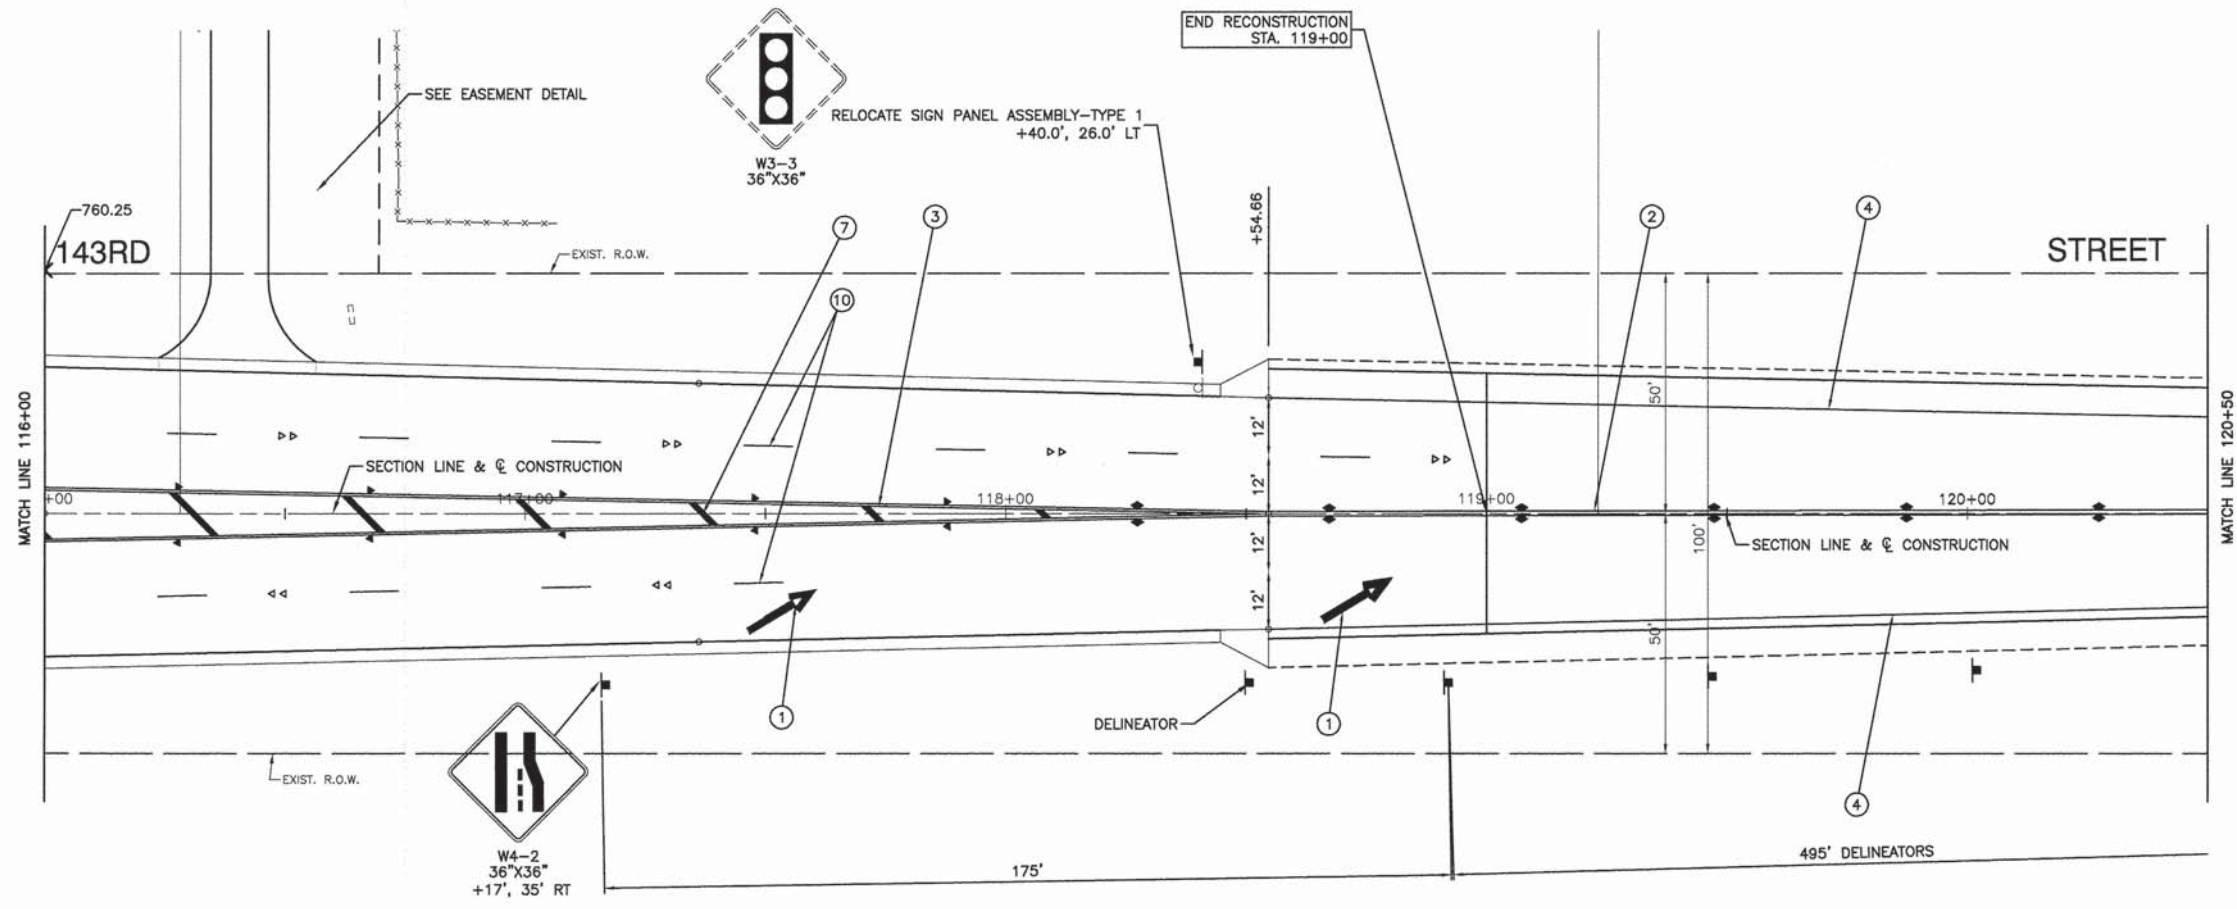 END RECONSTRUCTION
STA. 119+00
SEE EASEMENT DETAIL
RELOCATE SIGN PANEL ASSEMBLY-TYPE 1
+40.0', 26.0' LT
W3-3
36"X36"
760.25
+54.66
7
3
2
4
143RD
EXIST. R.O.W.
STREET
10
50'
MATCH LINE 116+00
MATCH LINE 120+50
12'
SECTION LINE & ℄ CONSTRUCTION
+00
117+00
118+00
119+00
120+00
12'
12'
100'
SECTION LINE & ℄ CONSTRUCTION
12'
50'
1
DELINEATOR
1
EXIST. R.O.W.
4
W4-2
36"X36"
+17', 35' RT
175'
495' DELINEATORS